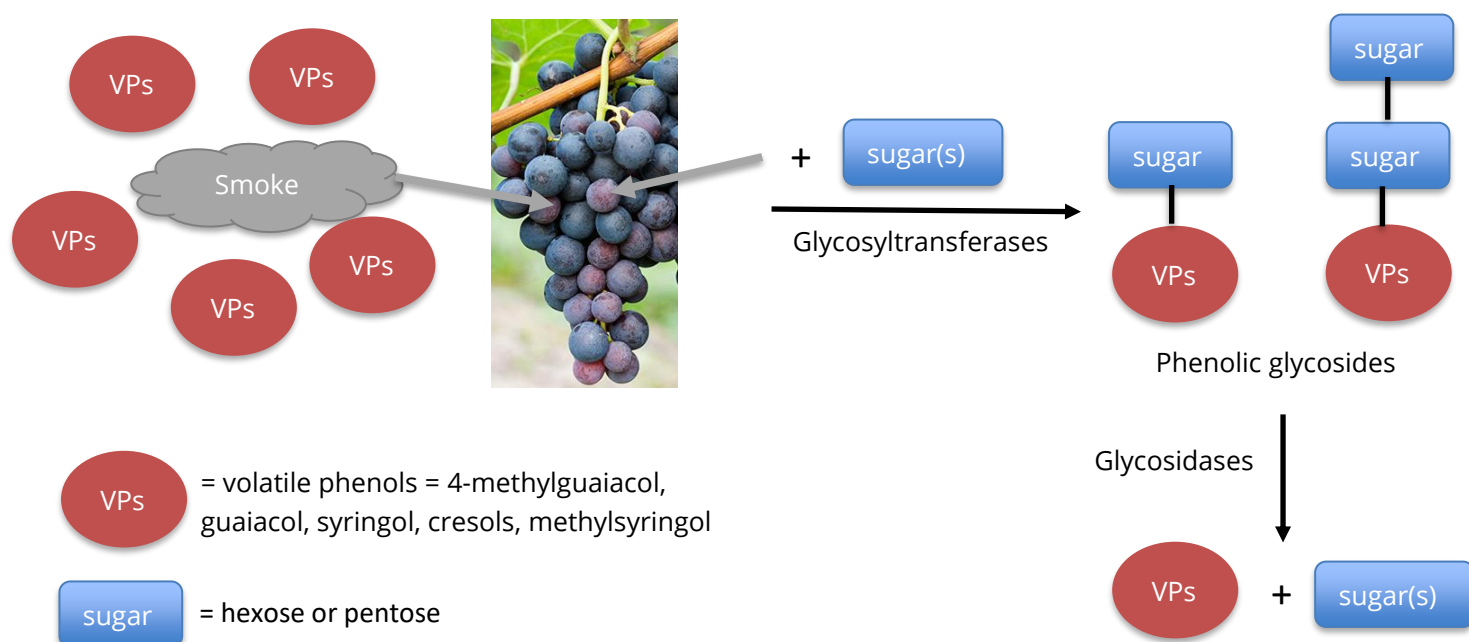 VPs
VPs
Smoke
VPs
VPs
VPs
+
sugar(s)
Glycosyltransferases
sugar
sugar
sugar
VPs
VPs
Phenolic glycosides
Glycosidases
VPs
+
sugar(s)
VPs
= volatile phenols = 4-methylguaiacol,
guaiacol, syringol, cresols, methylsyringol
sugar
= hexose or pentose